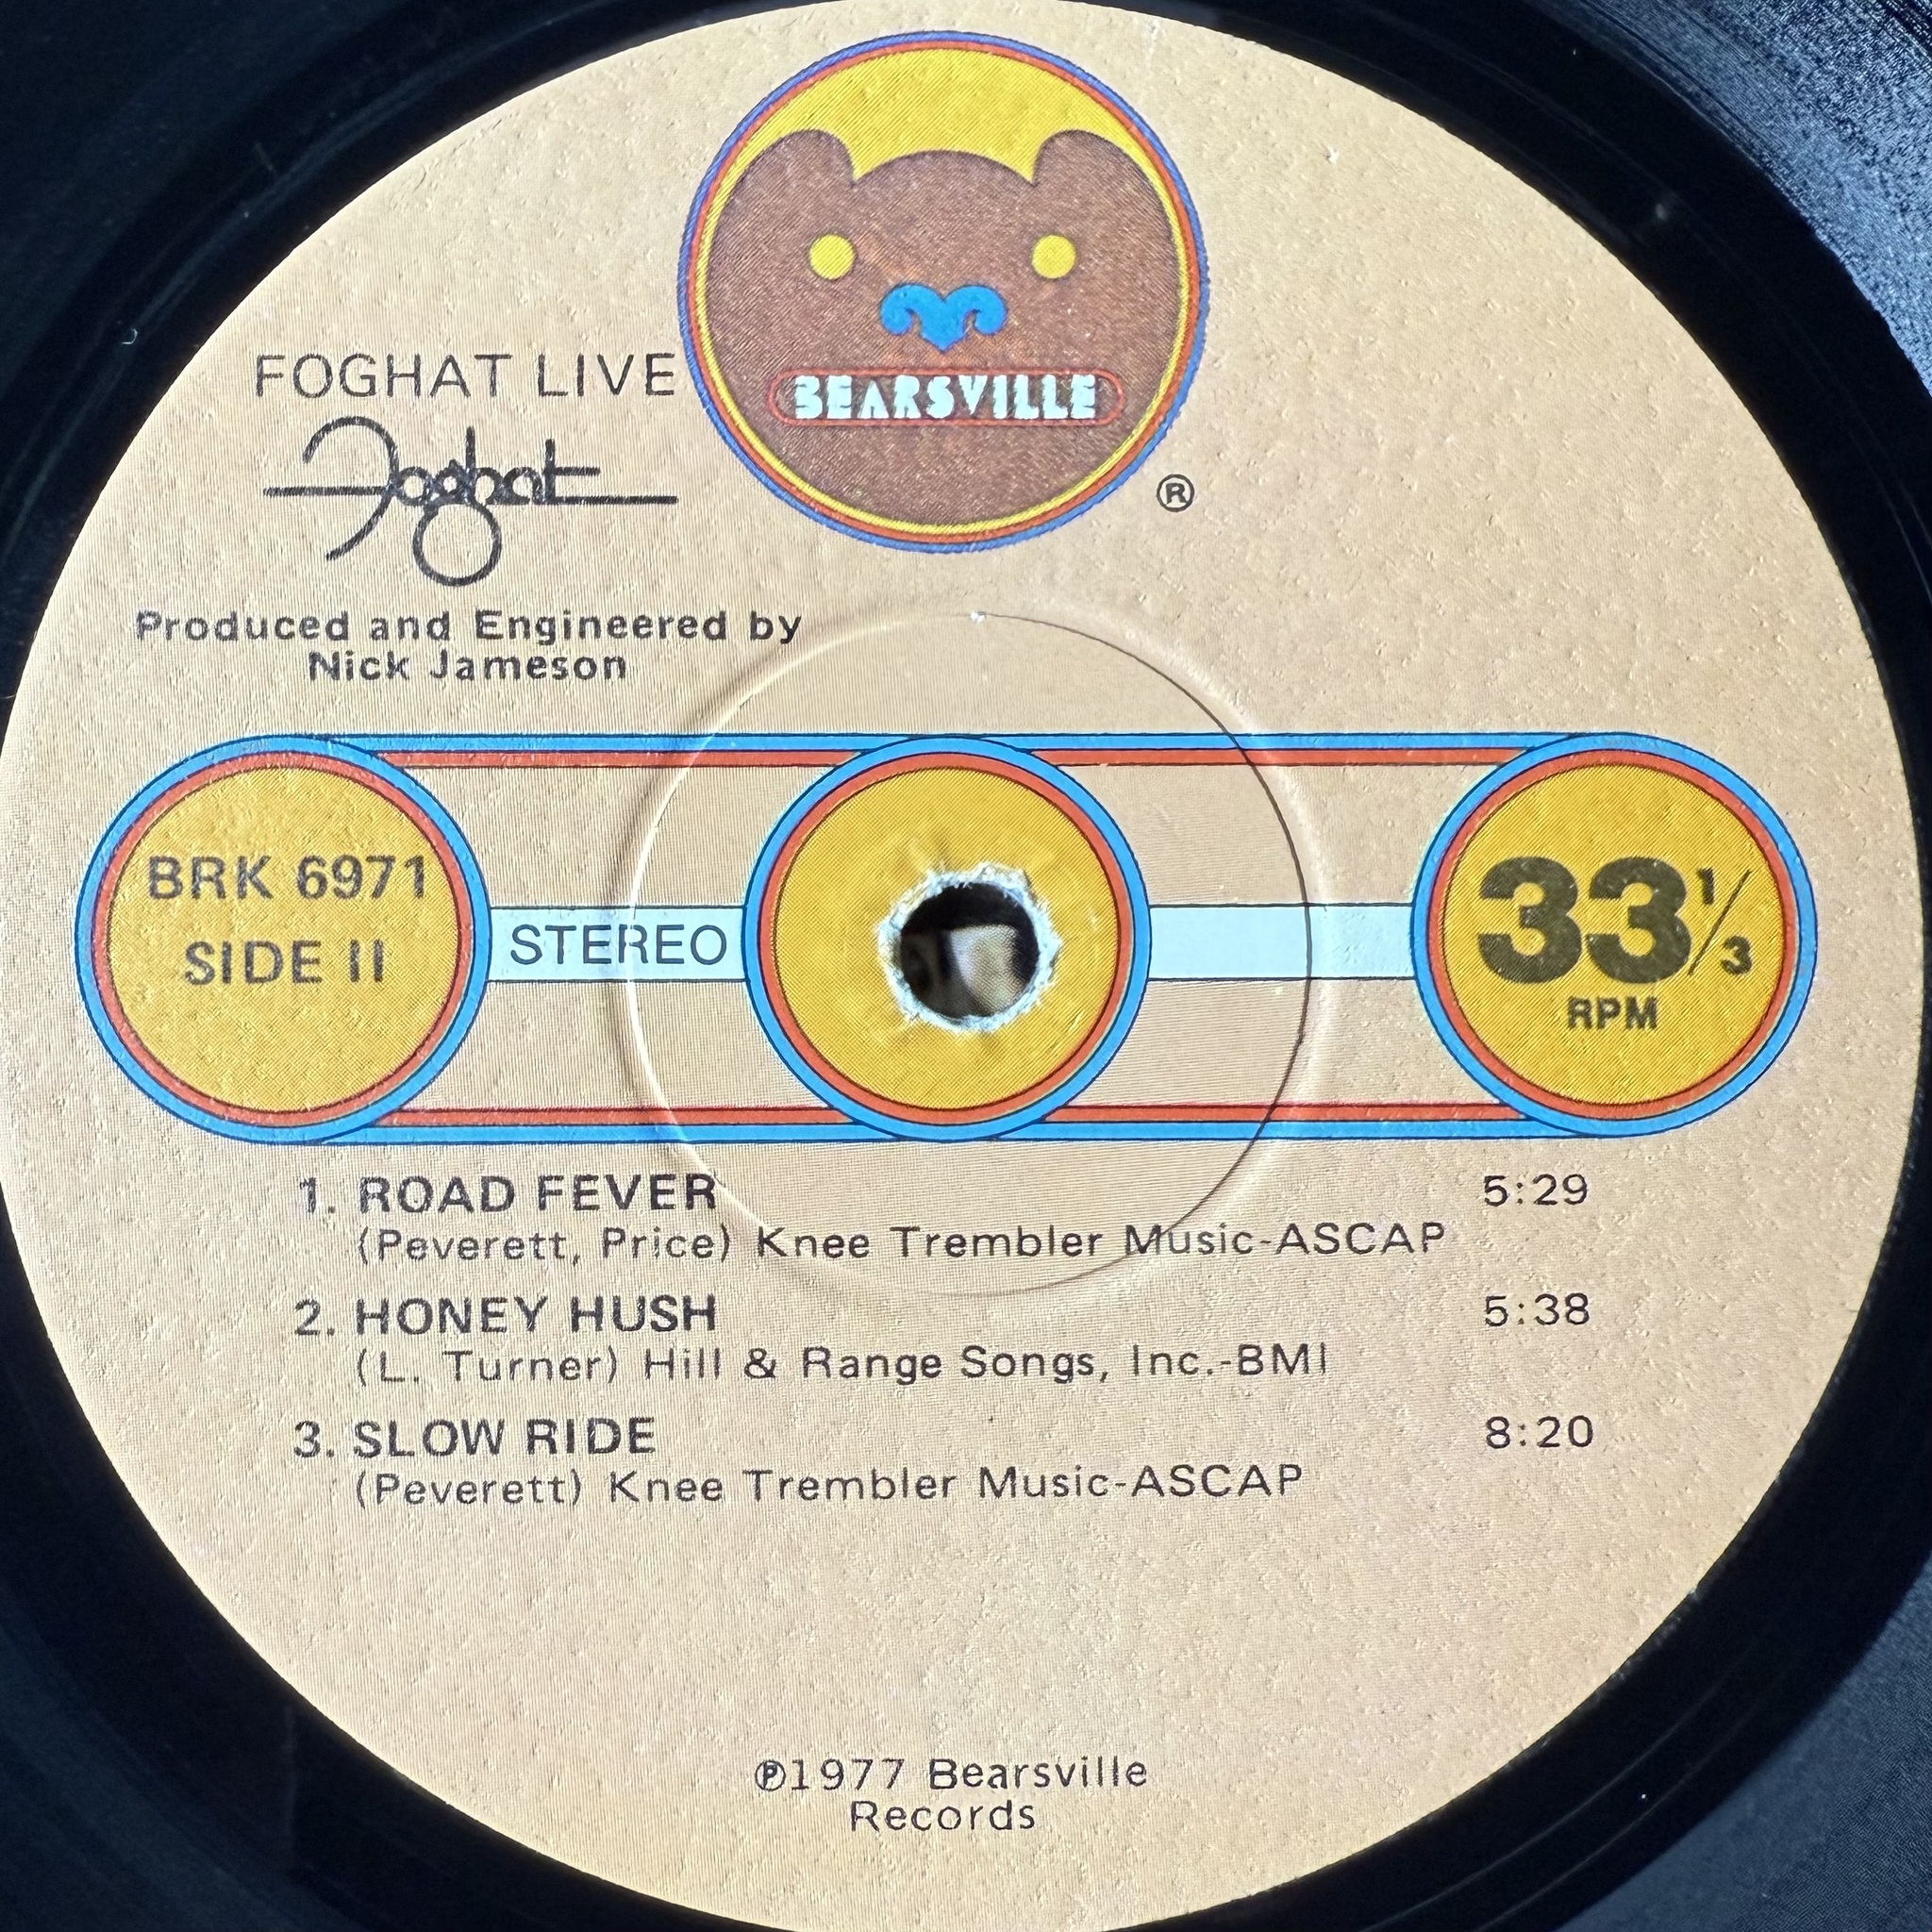 BEARSVILLE
®
FOGHAT LIVE
Foghat
Produced and Engineered by
Nick Jameson
BRK 6971
SIDE II
STEREO
33 1/3
RPM
1. ROAD FEVER 5:29
(Peverett, Price) Knee Trembler Music-ASCAP
2. HONEY HUSH 5:38
(L. Turner) Hill & Range Songs, Inc.-BMI
3. SLOW RIDE 8:20
(Peverett) Knee Trembler Music-ASCAP
℗1977 Bearsville
Records